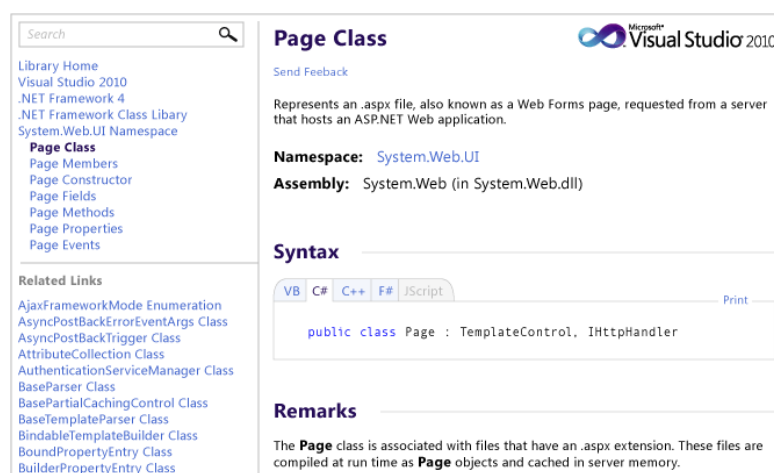 Search
Library Home
Visual Studio 2010
.NET Framework 4
.NET Framework Class Libary
System.Web.UI Namespace
Page Class
Page Members
Page Constructor
Page Fields
Page Methods
Page Properties
Page Events
Related Links
AjaxFrameworkMode Enumeration
AsyncPostBackErrorEventArgs Class
AsyncPostBackTrigger Class
AttributeCollection Class
AuthenticationServiceManager Class
BaseParser Class
BasePartialCachingControl Class
BaseTemplateParser Class
BindableTemplateBuilder Class
BoundPropertyEntry Class
BuilderPropertyEntry Class
Page Class
Microsoft
Visual Studio 2010
Send Feeback
Represents an .aspx file, also known as a Web Forms page, requested from a server
that hosts an ASP.NET Web application.
Namespace: System.Web.UI
Assembly: System.Web (in System.Web.dll)
Syntax
VB C# C++ F# JScript
Print
public class Page : TemplateControl, IHttpHandler
Remarks
The Page class is associated with files that have an .aspx extension. These files are
compiled at run time as Page objects and cached in server memory.